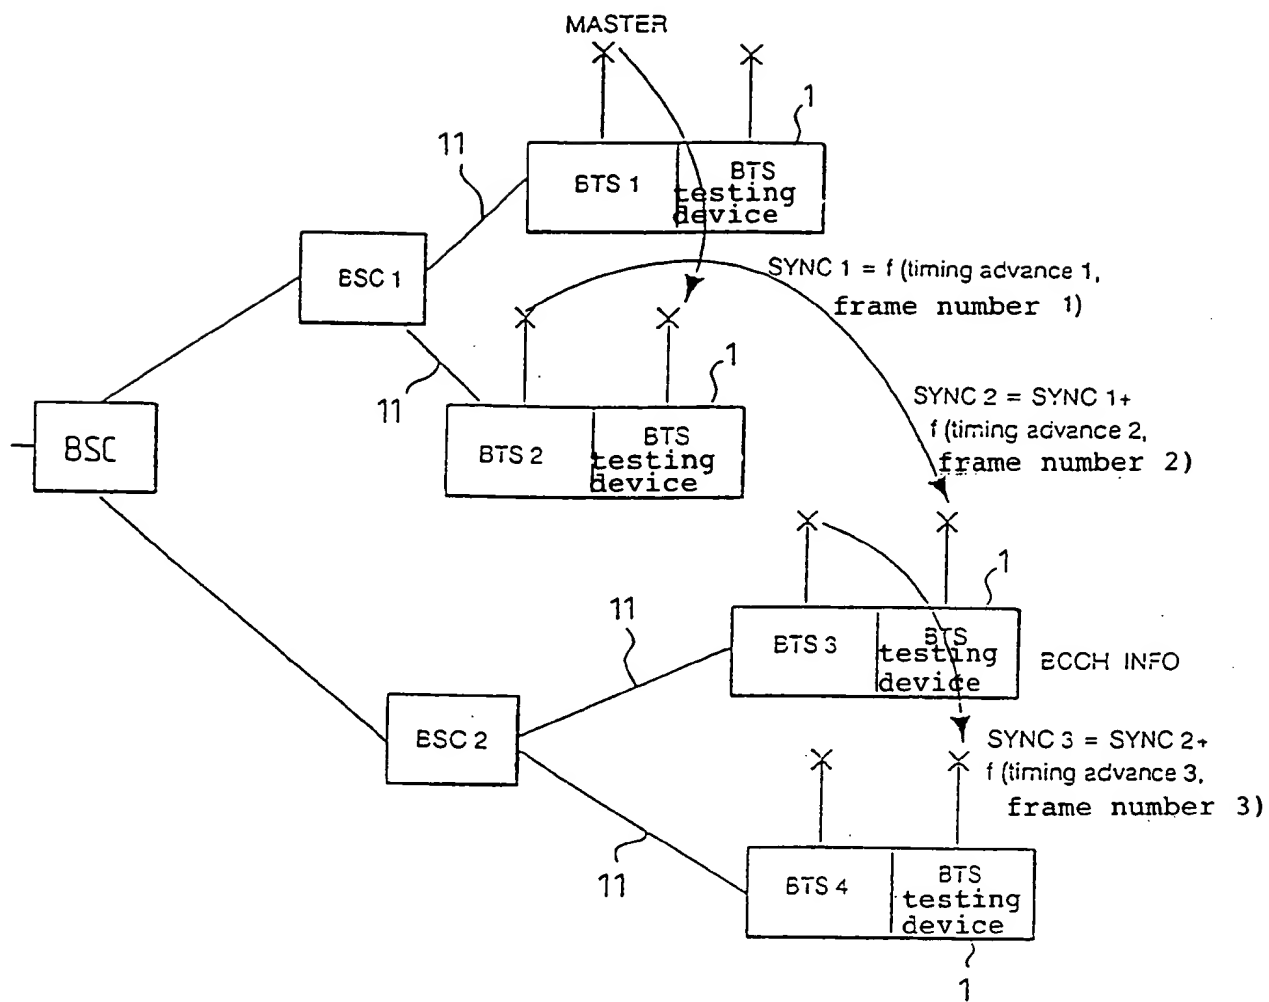 MASTER
1
11
BTS 1
BTS
testing
device
BSC 1
SYNC 1 = f (timing advance 1,
frame number 1)
11
1
BSC
BTS 2
BTS
testing
device
SYNC 2 = SYNC 1+
f (timing advance 2,
frame number 2)
1
11
BTS 3
BTS
testing
device
BCCH INFO
BSC 2
SYNC 3 = SYNC 2+
f (timing advance 3,
frame number 3)
11
BTS 4
BTS
testing
device
1